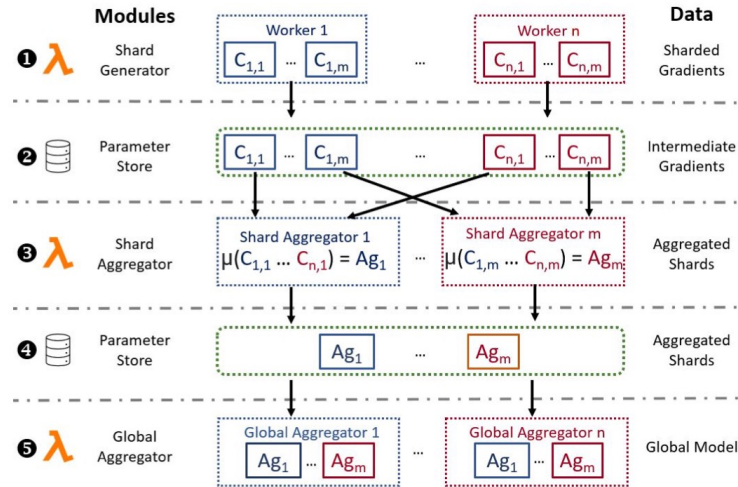 Modules
Data
Worker 1
Worker n
❶ λ Shard
Generator
C1,1 ... C1,m
...
Cn,1 ... Cn,m
Sharded
Gradients
❷ Parameter
Store
C1,1 ... C1,m
...
Cn,1 ... Cn,m
Intermediate
Gradients
❸ λ Shard
Aggregator
Shard Aggregator 1
μ(C1,1 ... Cn,1) = Ag1
...
Shard Aggregator m
μ(C1,m ... Cn,m) = Agm
Aggregated
Shards
❹ Parameter
Store
Ag1
...
Agm
Aggregated
Shards
❺ λ Global
Aggregator
Global Aggregator 1
Ag1 ... Agm
...
Global Aggregator n
Ag1 ... Agm
Global Model